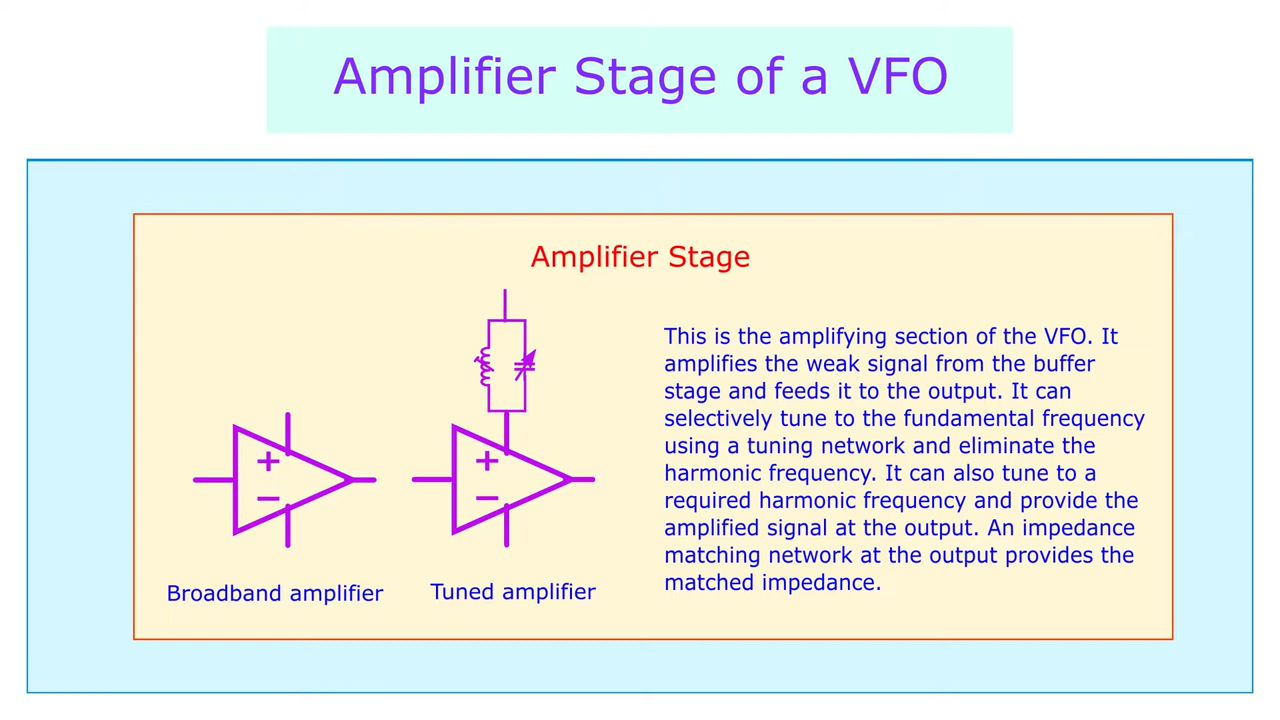 Amplifier Stage of a VFO
Amplifier Stage
This is the amplifying section of the VFO. It
amplifies the weak signal from the buffer
stage and feeds it to the output. It can
selectively tune to the fundamental frequency
using a tuning network and eliminate the
harmonic frequency. It can also tune to a
required harmonic frequency and provide the
amplified signal at the output. An impedance
matching network at the output provides the
matched impedance.
+
−
+
−
Broadband amplifier
Tuned amplifier